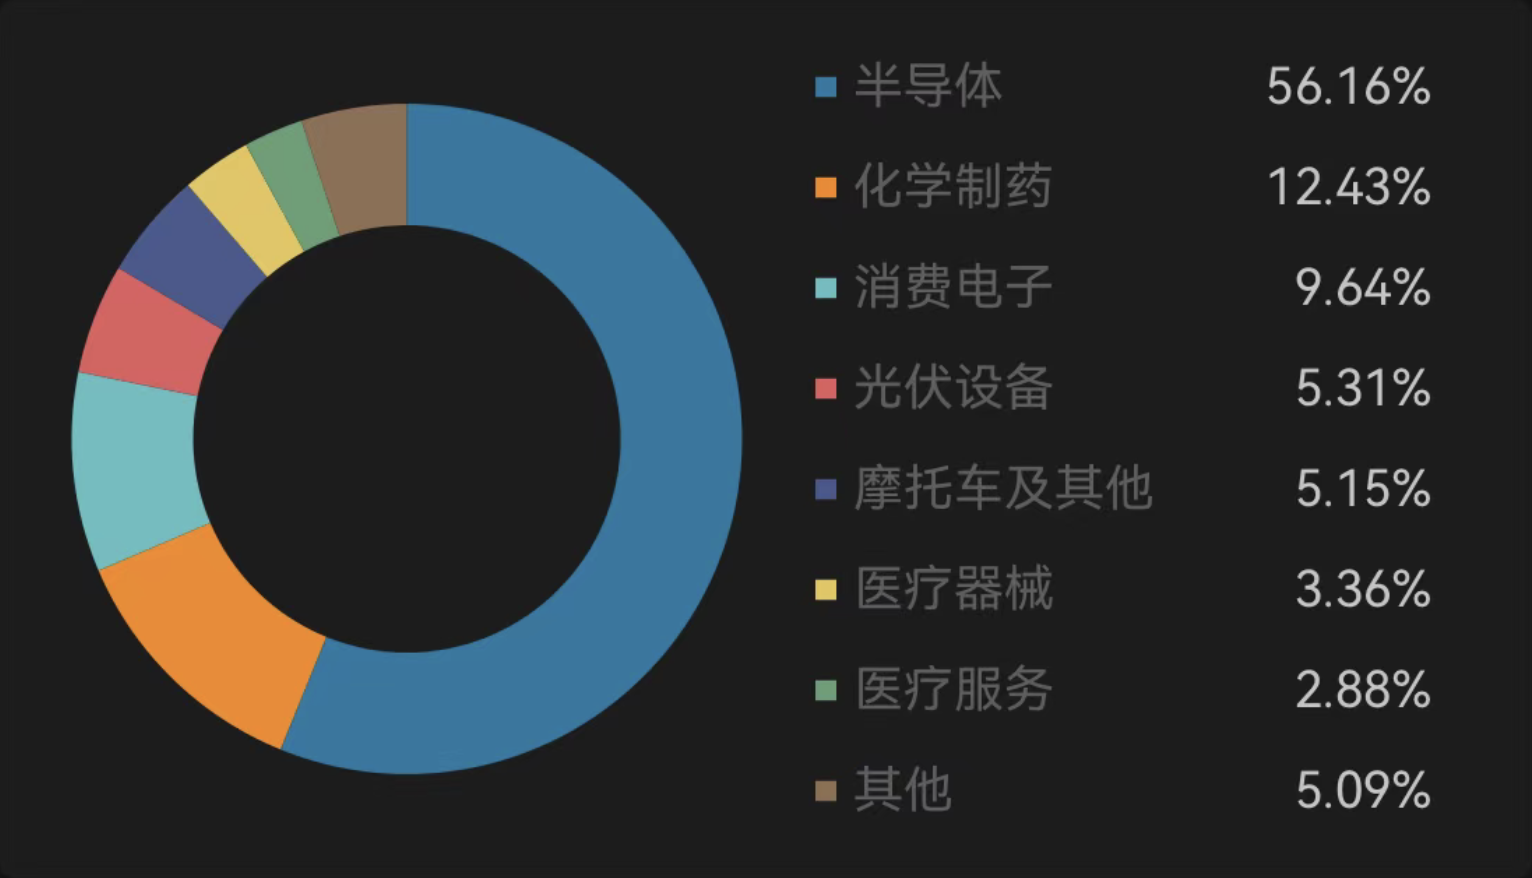 半导体 56.16%
化学制药 12.43%
消费电子 9.64%
光伏设备 5.31%
摩托车及其他 5.15%
医疗器械 3.36%
医疗服务 2.88%
其他 5.09%